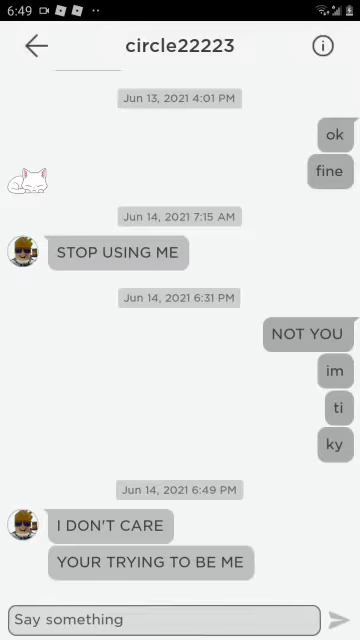 6:49
circle22223
Jun 13, 2021 4:01 PM
ok
fine
Jun 14, 2021 7:15 AM
STOP USING ME
Jun 14, 2021 6:31 PM
NOT YOU
im
ti
ky
Jun 14, 2021 6:49 PM
I DON'T CARE
YOUR TRYING TO BE ME
Say something